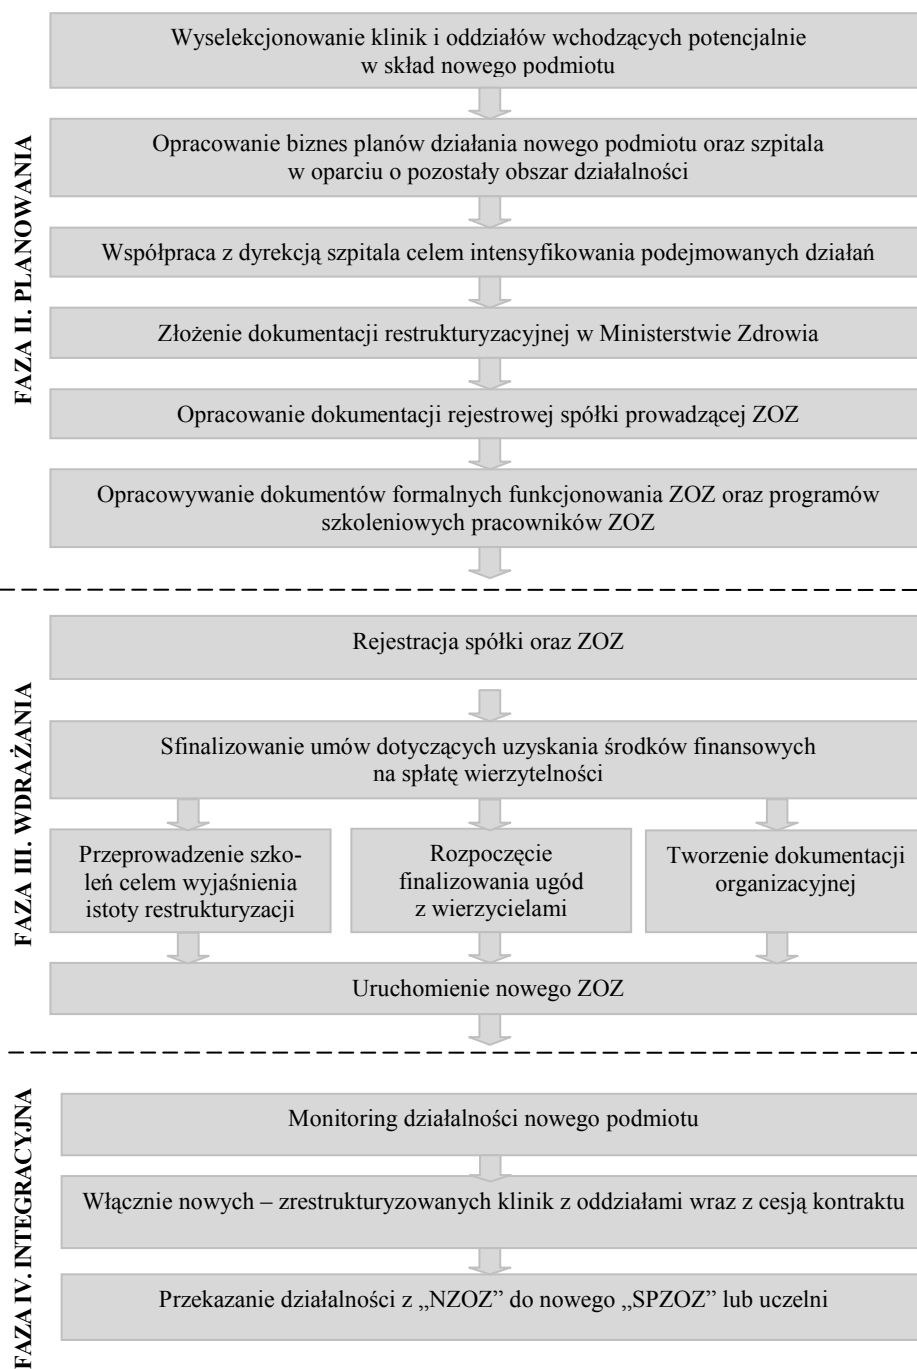 FAZA II. PLANOWANIA
Wyselekcjonowanie klinik i oddziałów wchodzących potencjalnie
w skład nowego podmiotu
Opracowanie biznes planów działania nowego podmiotu oraz szpitala
w oparciu o pozostały obszar działalności
Współpraca z dyrekcją szpitala celem intensyfikowania podejmowanych działań
Złożenie dokumentacji restrukturyzacyjnej w Ministerstwie Zdrowia
Opracowanie dokumentacji rejestrowej spółki prowadzącej ZOZ
Opracowywanie dokumentów formalnych funkcjonowania ZOZ oraz programów
szkoleniowych pracowników ZOZ
FAZA III. WDRAŻANIA
Rejestracja spółki oraz ZOZ
Sfinalizowanie umów dotyczących uzyskania środków finansowych
na spłatę wierzytelności
Przeprowadzenie szko-
leń celem wyjaśnienia
istoty restrukturyzacji
Rozpoczęcie
finalizowania ugód
z wierzycielami
Tworzenie dokumentacji
organizacyjnej
Uruchomienie nowego ZOZ
FAZA IV. INTEGRACYJNA
Monitoring działalności nowego podmiotu
Włącznie nowych – zrestrukturyzowanych klinik z oddziałami wraz z cesją kontraktu
Przekazanie działalności z „NZOZ” do nowego „SPZOZ” lub uczelni